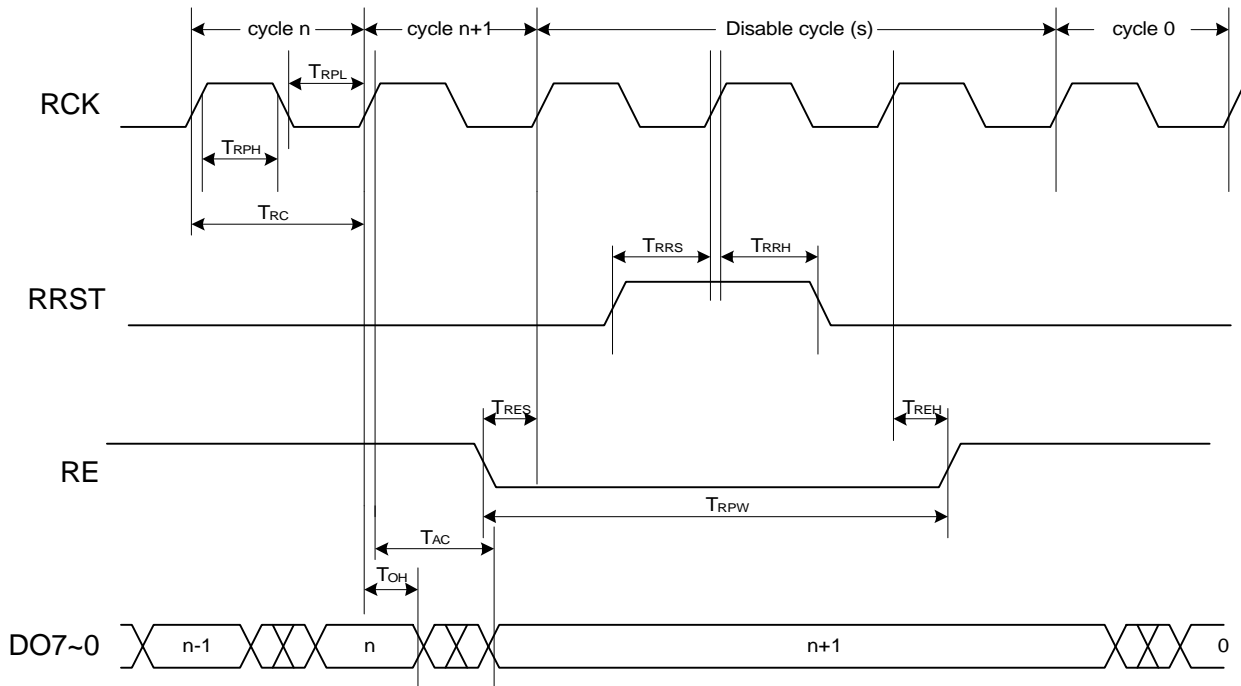 cycle n cycle n+1 Disable cycle (s) cycle 0
TRPL
RCK
TRPH
TRC
TRRS TRRH
RRST
TRES TREH
RE
TRPW
TAC
TOH
DO7~0 n-1 n n+1 0